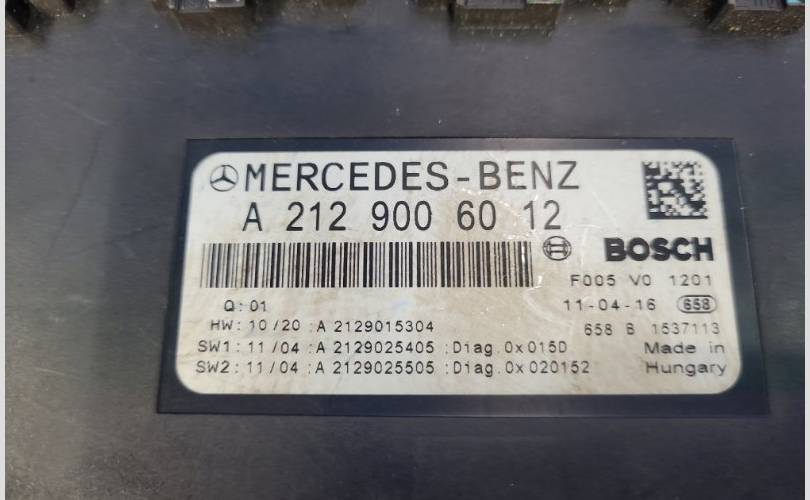 MERCEDES-BENZ
A 212 900 60 12
BOSCH
F005 V0 1201
Q: 01
11-04-16 658
HW: 10/20 :A 2129015304
658 B 1537113
SW1: 11/04 :A 2129025405 :Diag.0x015D
Made in
SW2: 11/04 :A 2129025505 :Diag.0x020152
Hungary